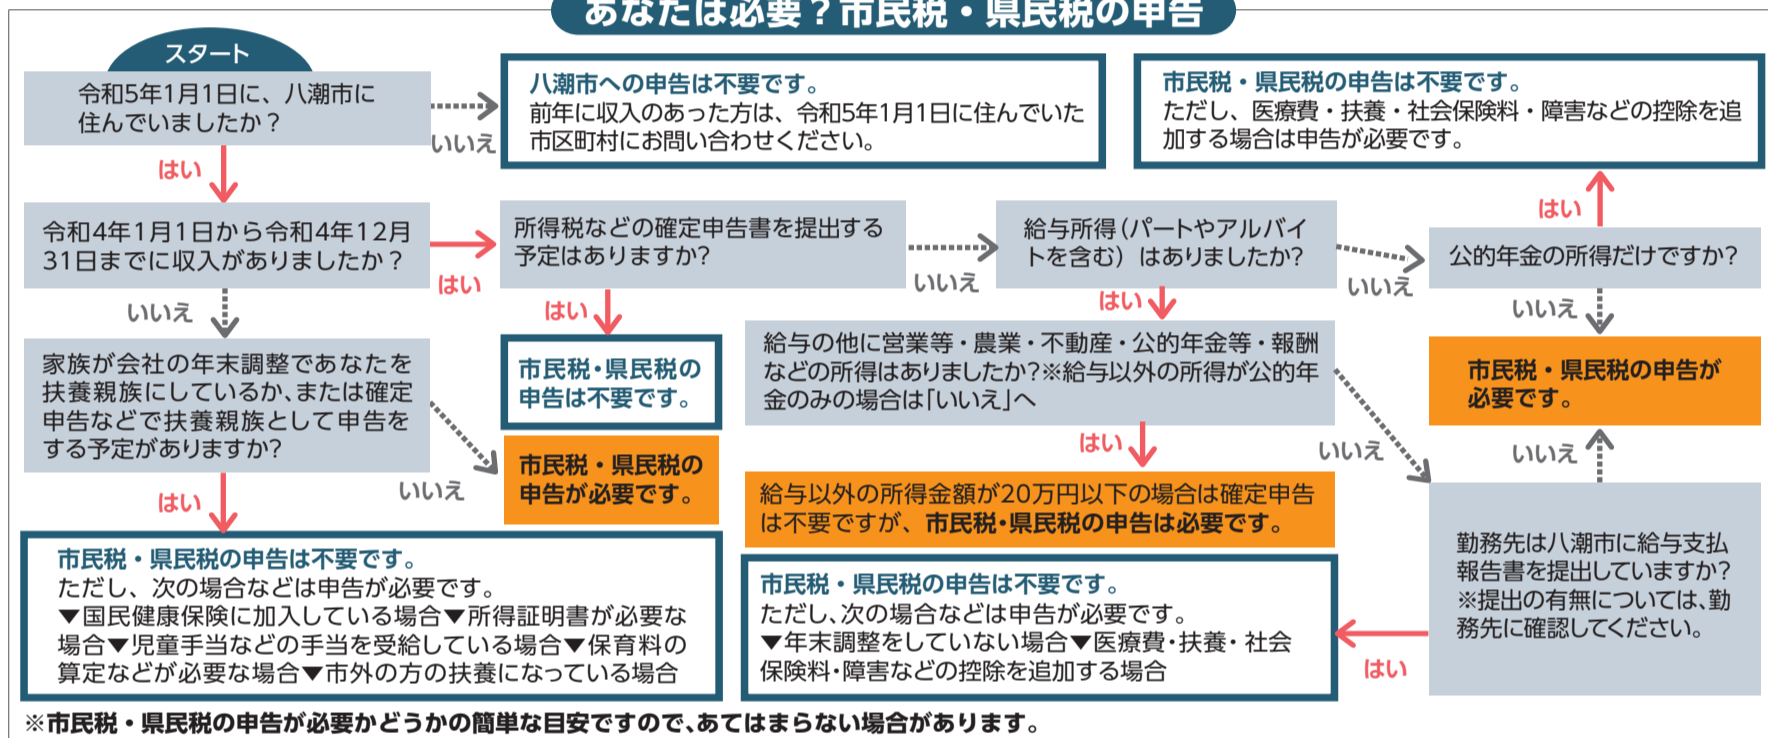 あなたは必要？市民税・県民税の申告
スタート
令和5年1月1日に、八潮市に
住んでいましたか？
いいえ
はい
八潮市への申告は不要です。
前年に収入のあった方は、令和5年1月1日に住んでいた
市区町村にお問い合わせください。
市民税・県民税の申告は不要です。
ただし、医療費・扶養・社会保険料・障害などの控除を追
加する場合は申告が必要です。
はい
令和4年1月1日から令和4年12月
31日までに収入がありましたか？
はい
いいえ
所得税などの確定申告書を提出する
予定はありますか?
いいえ
はい
給与所得（パートやアルバイ
トを含む）はありましたか?
いいえ
はい
公的年金の所得だけですか?
いいえ
家族が会社の年末調整であなたを
扶養親族にしているか、または確定
申告などで扶養親族として申告を
する予定がありますか?
いいえ
はい
市民税・県民税の
申告は不要です。
市民税・県民税の
申告が必要です。
給与の他に営業等・農業・不動産・公的年金等・報酬
などの所得はありましたか?※給与以外の所得が公的年
金のみの場合は「いいえ」へ
はい
いいえ
市民税・県民税の申告が
必要です。
いいえ
給与以外の所得金額が20万円以下の場合は確定申告
は不要ですが、市民税・県民税の申告は必要です。
勤務先は八潮市に給与支払
報告書を提出していますか?
※提出の有無については、勤
務先に確認してください。
はい
市民税・県民税の申告は不要です。
ただし、次の場合などは申告が必要です。
▼国民健康保険に加入している場合▼所得証明書が必要な
場合▼児童手当などの手当を受給している場合▼保育料の
算定などが必要な場合▼市外の方の扶養になっている場合
市民税・県民税の申告は不要です。
ただし、次の場合などは申告が必要です。
▼年末調整をしていない場合▼医療費・扶養・社会
保険料・障害などの控除を追加する場合
※市民税・県民税の申告が必要かどうかの簡単な目安ですので、あてはまらない場合があります。